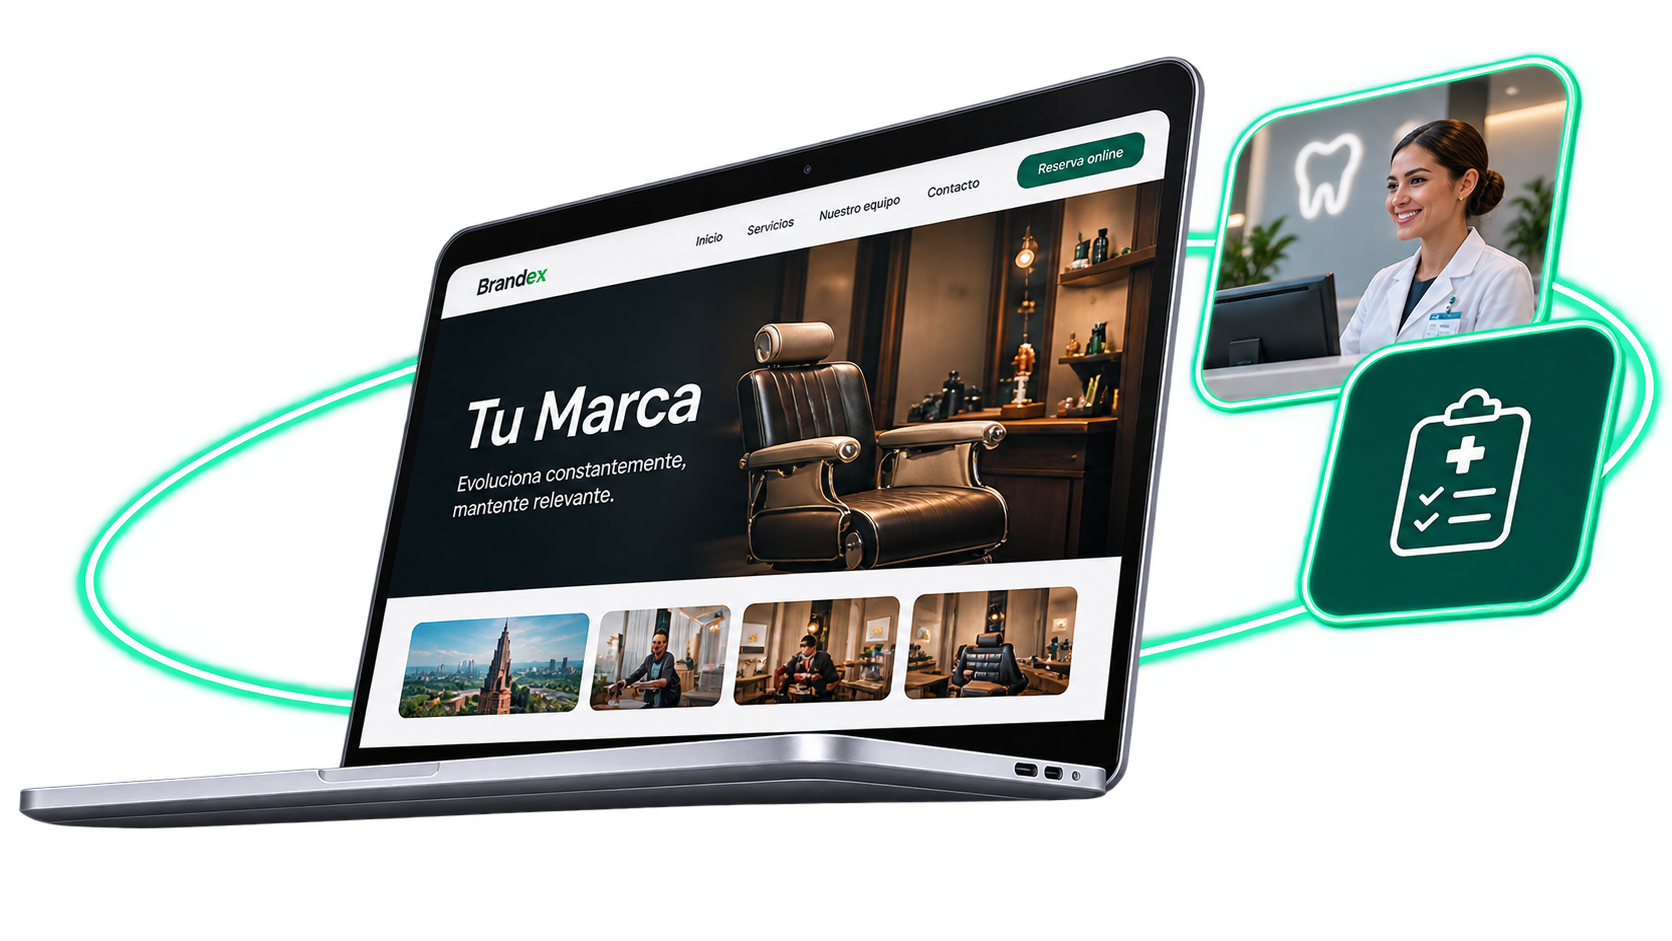 Brandex
Inicio
Servicios
Nuestro equipo
Contacto
Reserva online
Tu Marca
Evoluciona constantemente,
mantente relevante.